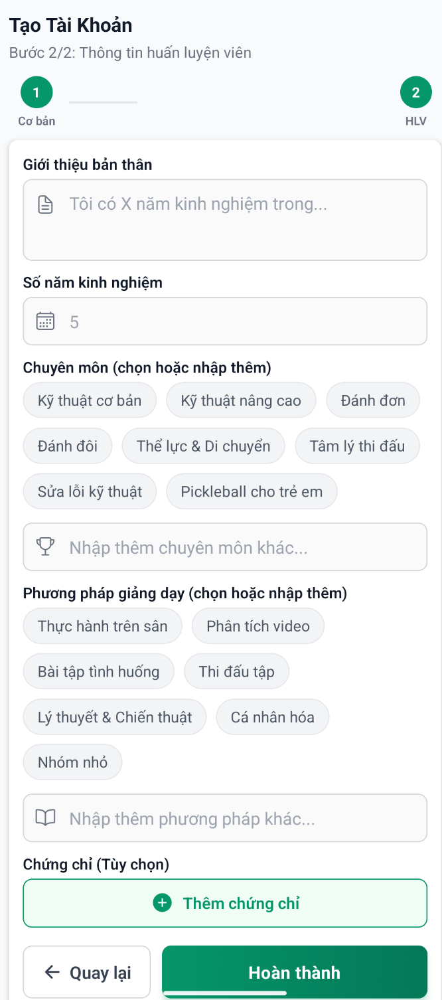 Tạo Tài Khoản
Bước 2/2: Thông tin huấn luyện viên
1
2
Cơ bản
HLV
Giới thiệu bản thân
Tôi có X năm kinh nghiệm trong...
Số năm kinh nghiệm
5
Chuyên môn (chọn hoặc nhập thêm)
Kỹ thuật cơ bản
Kỹ thuật nâng cao
Đánh đơn
Đánh đôi
Thể lực & Di chuyển
Tâm lý thi đấu
Sửa lỗi kỹ thuật
Pickleball cho trẻ em
Nhập thêm chuyên môn khác...
Phương pháp giảng dạy (chọn hoặc nhập thêm)
Thực hành trên sân
Phân tích video
Bài tập tình huống
Thi đấu tập
Lý thuyết & Chiến thuật
Cá nhân hóa
Nhóm nhỏ
Nhập thêm phương pháp khác...
Chứng chỉ (Tùy chọn)
Thêm chứng chỉ
Quay lại
Hoàn thành